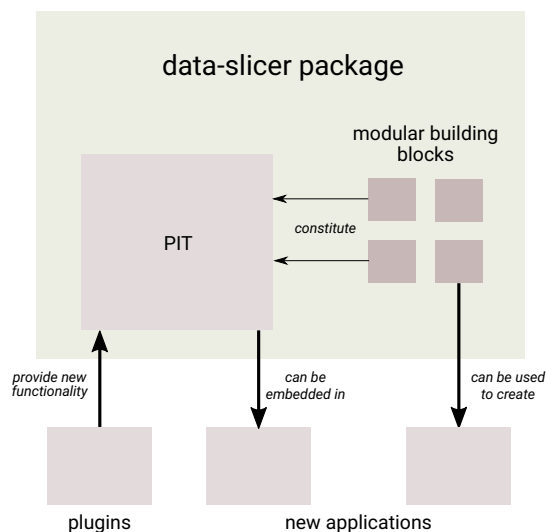 data-slicer package
modular building
blocks
PIT
constitute
provide new
functionality
can be
embedded in
can be used
to create
plugins
new applications